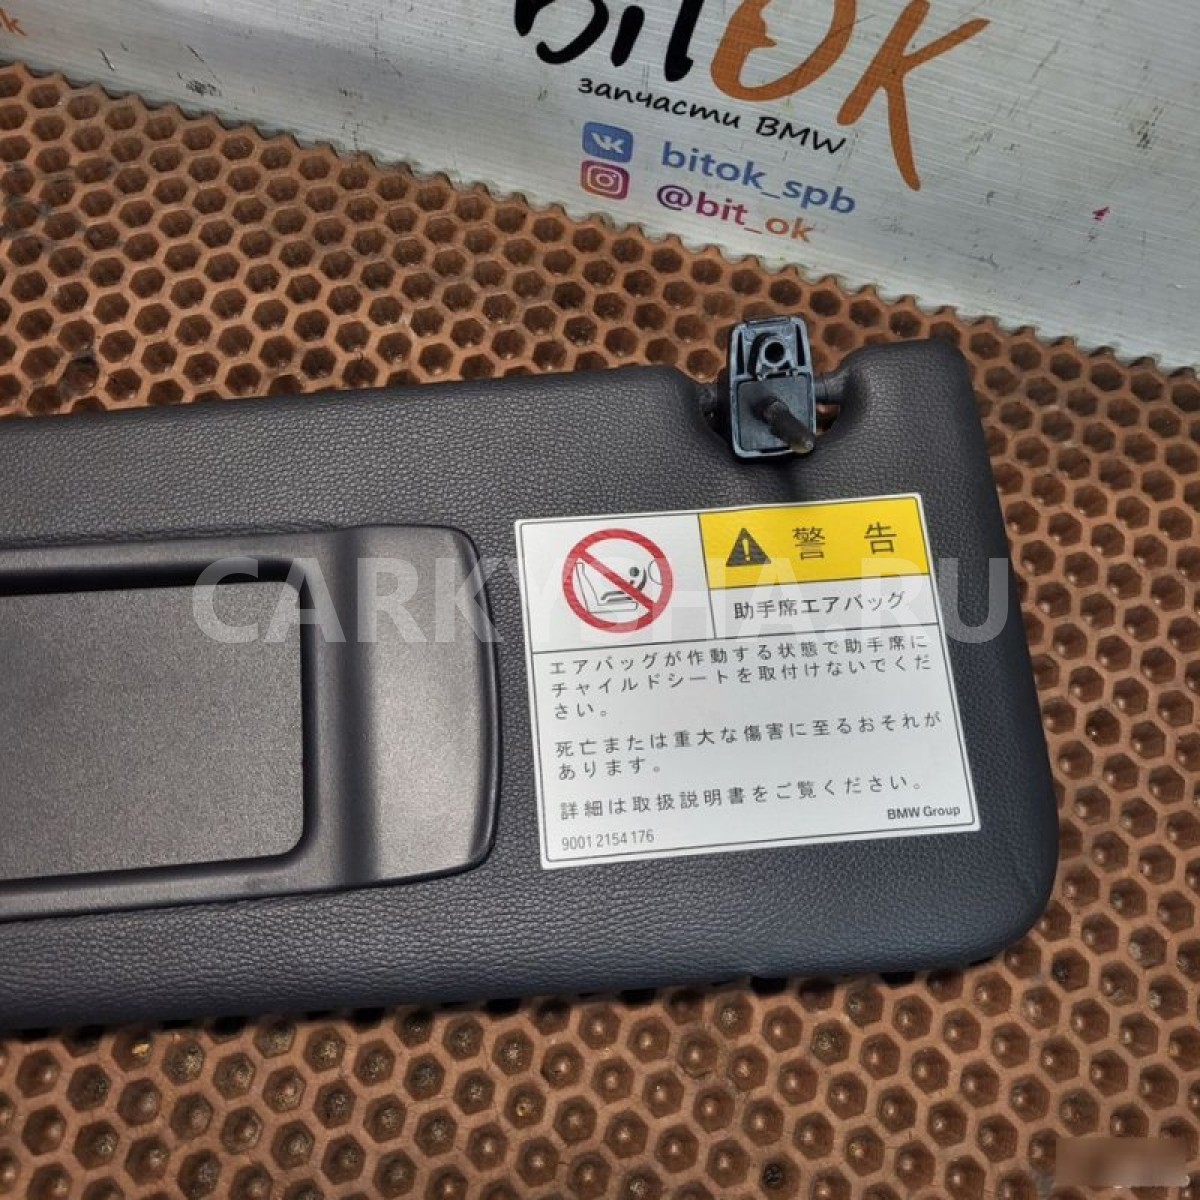 BitOK
запчасти BMW
bitok_spb
@bit_ok
ok
CARKYSHA.RU
警告
助手席エアバッグ
エアバッグが作動する状態で助手席に
チャイルドシートを取付けないでくだ
さい。
死亡または重大な傷害に至るおそれが
あります。
詳細は取扱説明書をご覧ください。
BMW Group
9001 2154 176